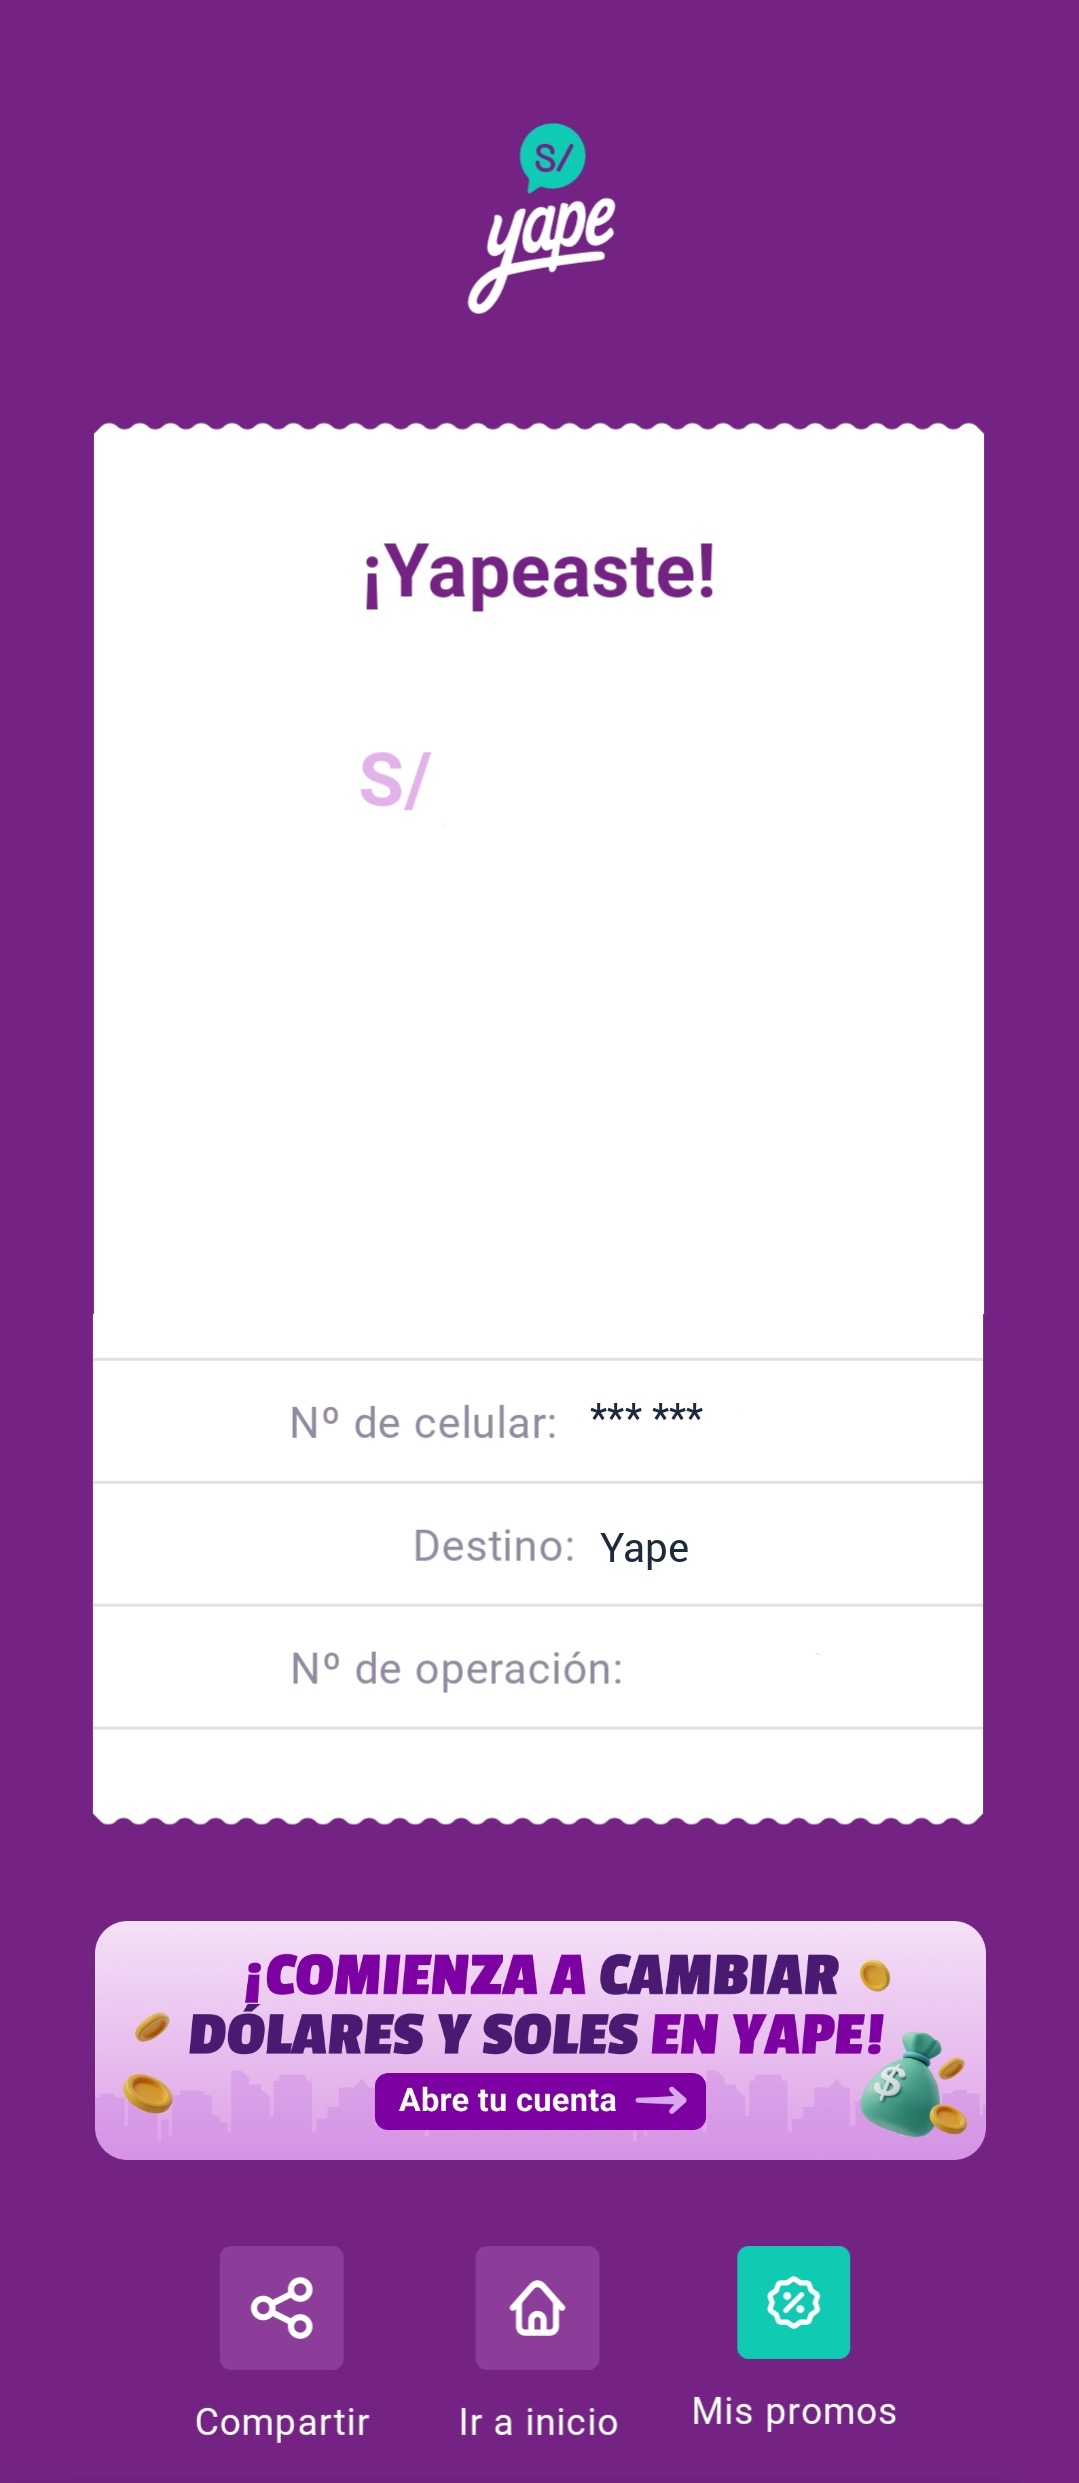 S/
yape
¡Yapeaste!
S/
Nº de celular: *** ***
Destino: Yape
Nº de operación:
¡COMIENZA A CAMBIAR
DÓLARES Y SOLES EN YAPE!
$
Abre tu cuenta
Compartir
Ir a inicio
Mis promos